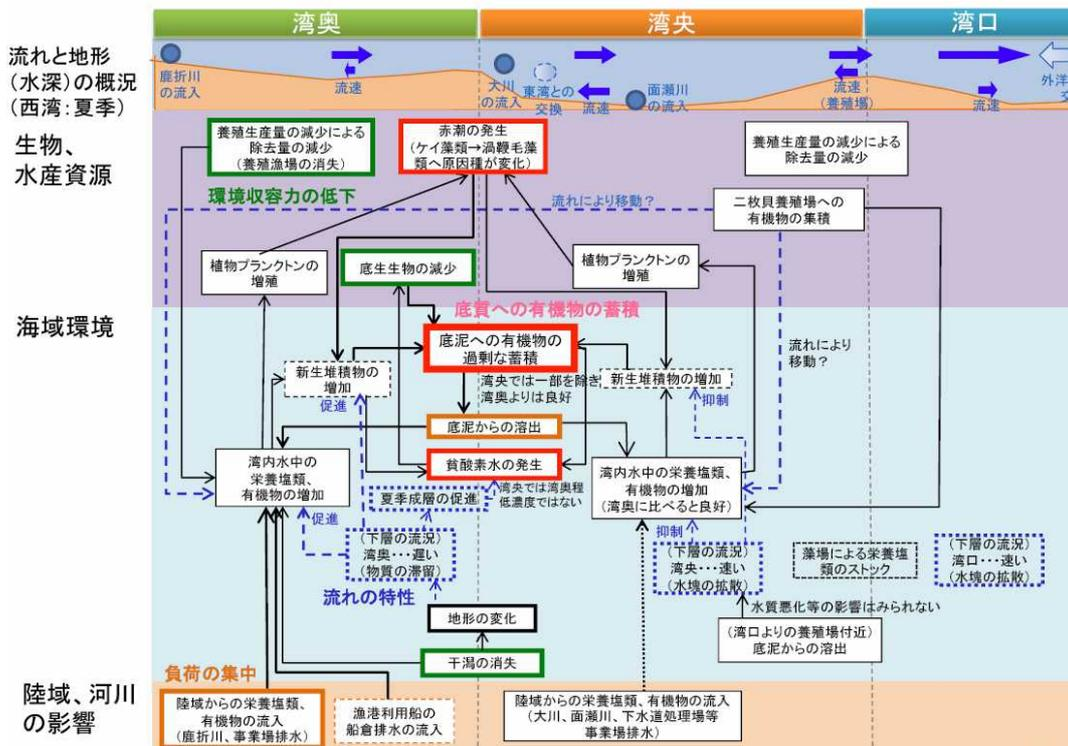 湾奥
湾央
湾口
流れと地形
(水深)の概況
(西湾:夏季)
鹿折川
の流入
流速
大川
の流入
東湾との
交換
流速
面瀬川
の流入
流速
(養殖場)
流速
外洋
交
生物、
水産資源
養殖生産量の減少による
除去量の減少
(養殖漁場の消失)
赤潮の発生
(ケイ藻類→渦鞭毛藻
類へ原因種が変化)
養殖生産量の減少による
除去量の減少
環境収容力の低下
流れにより移動?
二枚貝養殖場への
有機物の集積
植物プランクトンの
増殖
底生生物の減少
植物プランクトンの
増殖
海域環境
底質への有機物の蓄積
底泥への有機物の
過剰な蓄積
流れにより
移動?
新生堆積物の
増加
湾央では一部を除き
湾奥よりは良好
新生堆積物の増加
促進
抑制
底泥からの溶出
湾内水中の
栄養塩類、
有機物の増加
貧酸素水の発生
湾内水中の栄養塩類、
有機物の増加
(湾奥に比べると良好)
夏季成層の促進
湾央では湾奥程
低濃度ではない
促進
抑制
(下層の流況)
湾奥・・・遅い
(物質の滞留)
(下層の流況)
湾央・・・速い
(水塊の拡散)
藻場による栄養塩
類のストック
(下層の流況)
湾口・・・速い
(水塊の拡散)
流れの特性
地形の変化
水質悪化等の影響はみられない
(湾口よりの養殖場付近)
底泥からの溶出
干潟の消失
負荷の集中
陸域、河川
の影響
陸域からの栄養塩類、
有機物の流入
(鹿折川、事業場排水)
漁港利用船の
船倉排水の流入
陸域からの栄養塩類、有機物の流入
(大川、面瀬川、下水道処理場等
事業場排水)